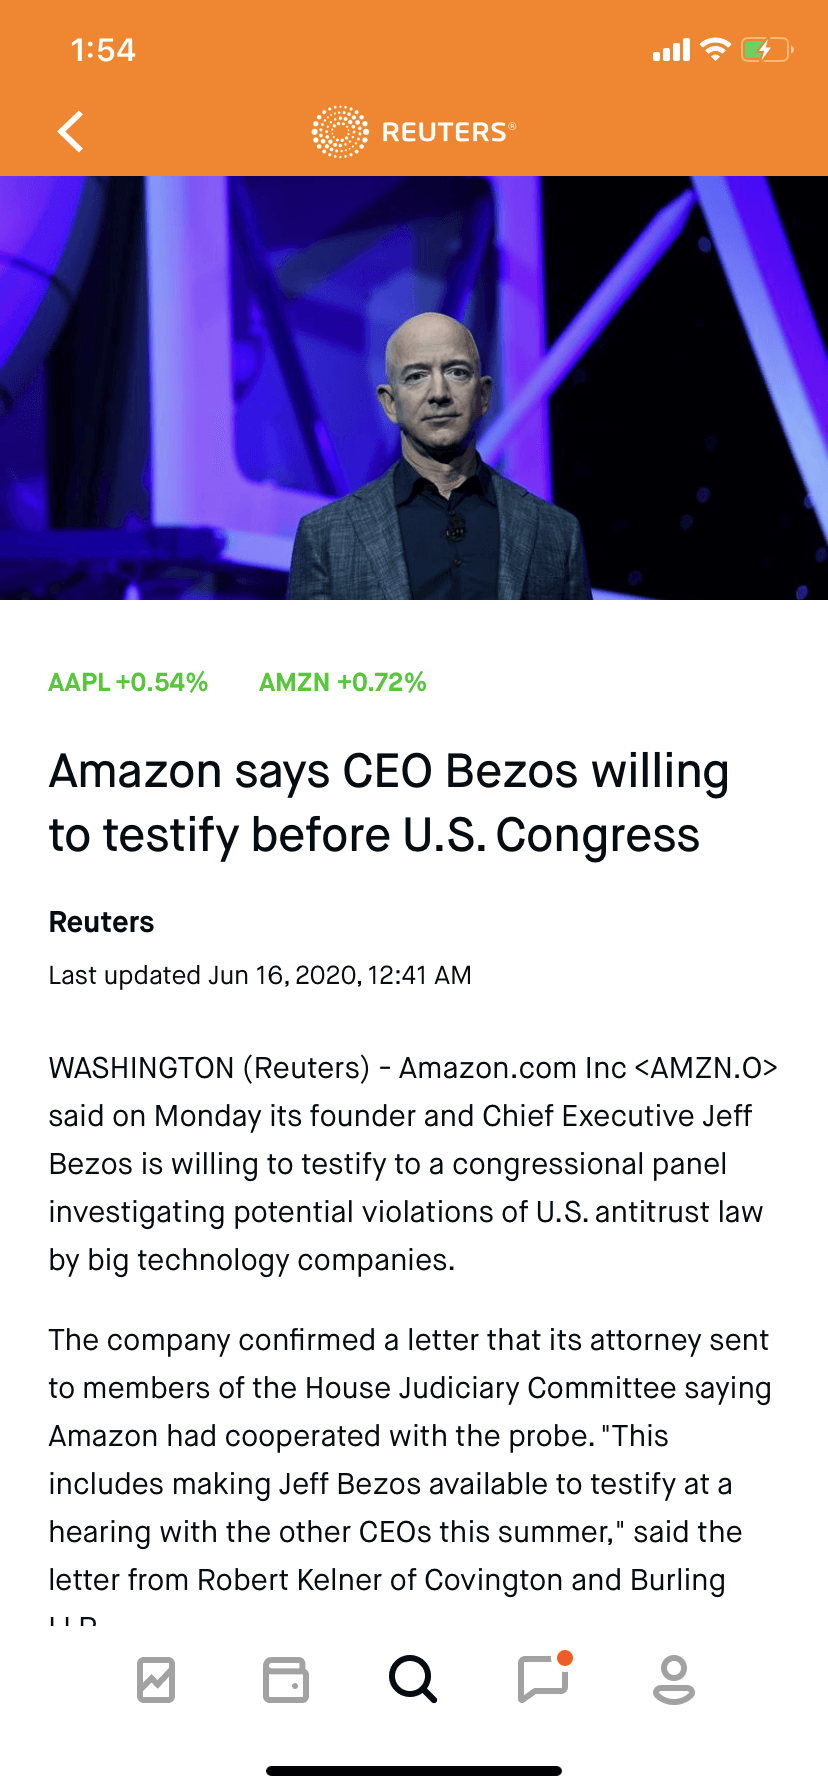 1:54
REUTERS®
AAPL +0.54% AMZN +0.72%
Amazon says CEO Bezos willing
to testify before U.S. Congress
Reuters
Last updated Jun 16, 2020, 12:41 AM
WASHINGTON (Reuters) - Amazon.com Inc <AMZN.O>
said on Monday its founder and Chief Executive Jeff
Bezos is willing to testify to a congressional panel
investigating potential violations of U.S. antitrust law
by big technology companies.
The company confirmed a letter that its attorney sent
to members of the House Judiciary Committee saying
Amazon had cooperated with the probe. "This
includes making Jeff Bezos available to testify at a
hearing with the other CEOs this summer," said the
letter from Robert Kelner of Covington and Burling